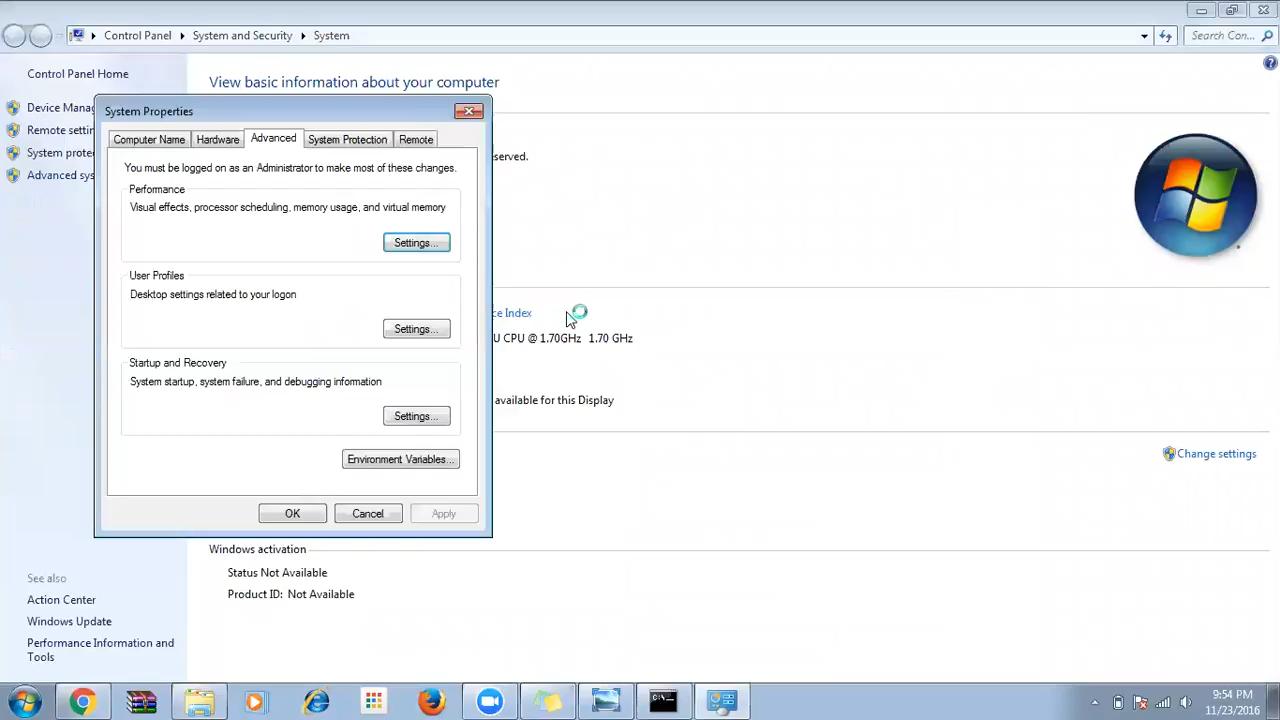 Control Panel
System and Security
System
Search Con...
Control Panel Home
View basic information about your computer
Device Mana
Remote settin
System prote
Advanced sys
System Properties
Computer Name
Hardware
Advanced
System Protection
Remote
You must be logged on as an Administrator to make most of these changes.
Performance
Visual effects, processor scheduling, memory usage, and virtual memory
Settings...
User Profiles
Desktop settings related to your logon
Settings...
Startup and Recovery
System startup, system failure, and debugging information
Settings...
Environment Variables...
OK
Cancel
Apply
eserved.
ce Index
U CPU @ 1.70GHz 1.70 GHz
available for this Display
Change settings
Windows activation
Status Not Available
Product ID: Not Available
See also
Action Center
Windows Update
Performance Information and
Tools
C:\
9:54 PM
11/23/2016